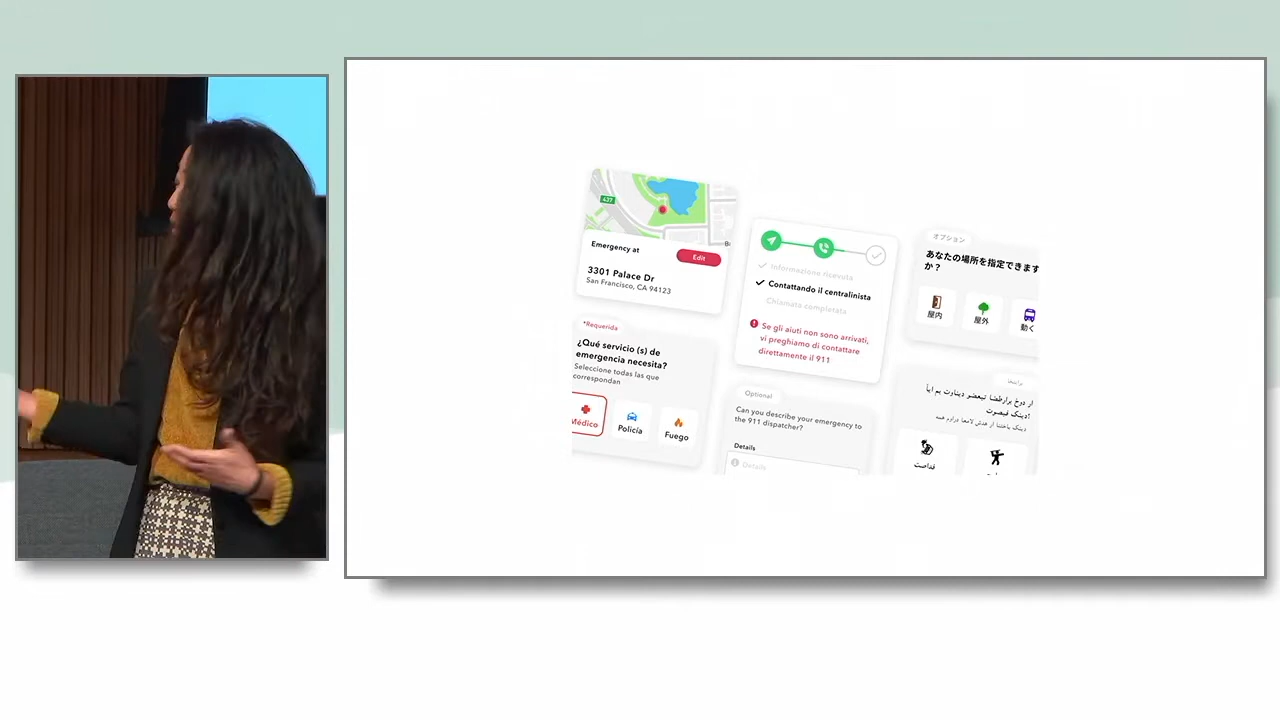 437
Emergency at
Edit
3301 Palace Dr
San Francisco, CA 94123
*Requerida
¿Qué servicio (s) de
emergencia necesita?
Seleccione todas las que
correspondan
Médico
Policía
Fuego
Informazione ricevuta
Contattando il centralinista
Chiamata completata
Se gli aiuti non sono arrivati,
vi preghiamo di contattare
direttamente il 911
Optional
Can you describe your emergency to
the 911 dispatcher?
Details
Details
オプション
あなたの場所を指定できます
か?
屋内
屋外
動く